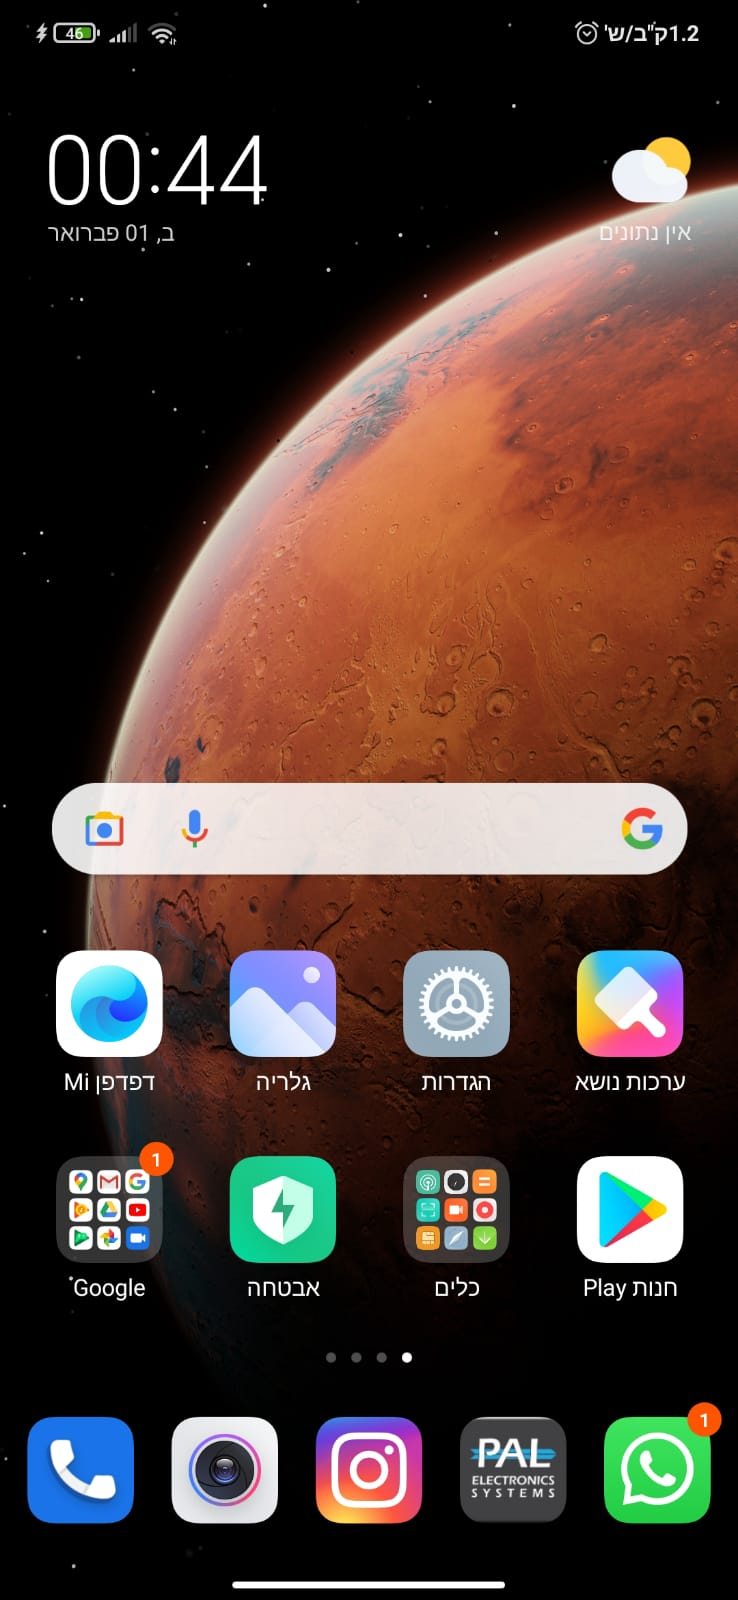 46
1.2ק"ב/ש'
00:44
ב, 01 פברואר
אין נתונים
דפדפן Mi
גלריה
הגדרות
ערכות נושא
1
Google
אבטחה
כלים
חנות Play
PAL
ELECTRONICS
SYSTEMS
1